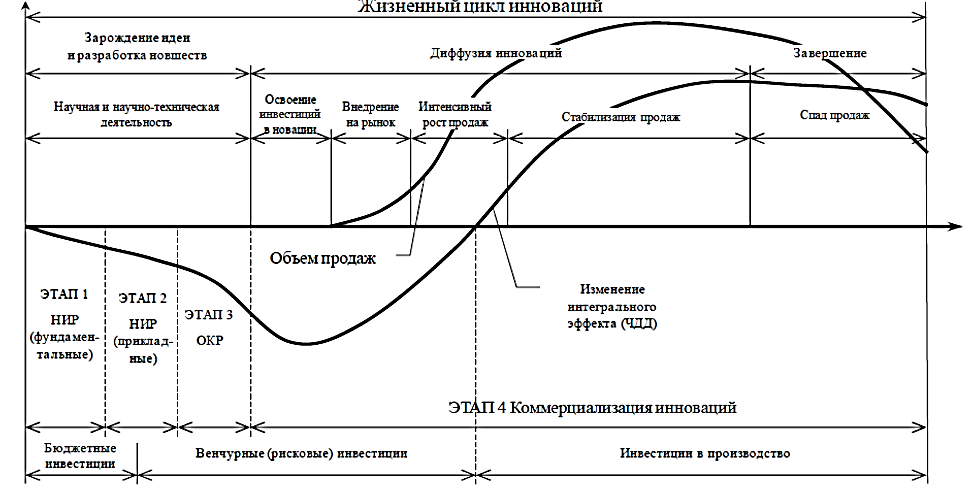 Жизненный цикл инноваций
Зарождение идеи
и разработка новшеств
Диффузия инноваций
Завершение
Научная и научно-техническая
деятельность
Освоение
инвестиций
в новации
Внедрение
на рынок
Интенсивный
рост продаж
Стабилизация продаж
Спад продаж
Объем продаж
Изменение
интегрального
эффекта (ЧДД)
ЭТАП 1
НИР
(фундамен-
тальные)
ЭТАП 2
НИР
(приклад-
ные)
ЭТАП 3
ОКР
ЭТАП 4 Коммерциализация инноваций
Бюджетные
инвестиции
Венчурные (рисковые) инвестиции
Инвестиции в производство